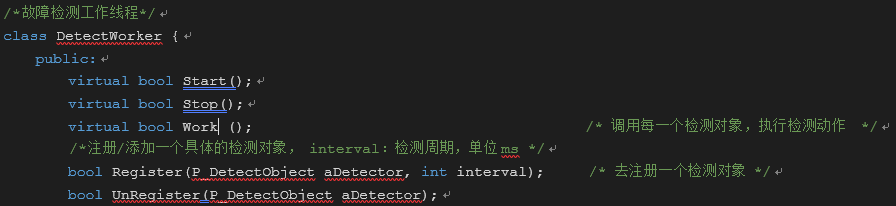 /*故障检测工作线程*/
class DetectWorker {
public:
virtual bool Start();
virtual bool Stop();
virtual bool Work (); /* 调用每一个检测对象，执行检测动作 */
/*注册/添加一个具体的检测对象， interval：检测周期，单位ms */
bool Register(P_DetectObject aDetector, int interval); /* 去注册一个检测对象 */
bool UnRegister(P_DetectObject aDetector);